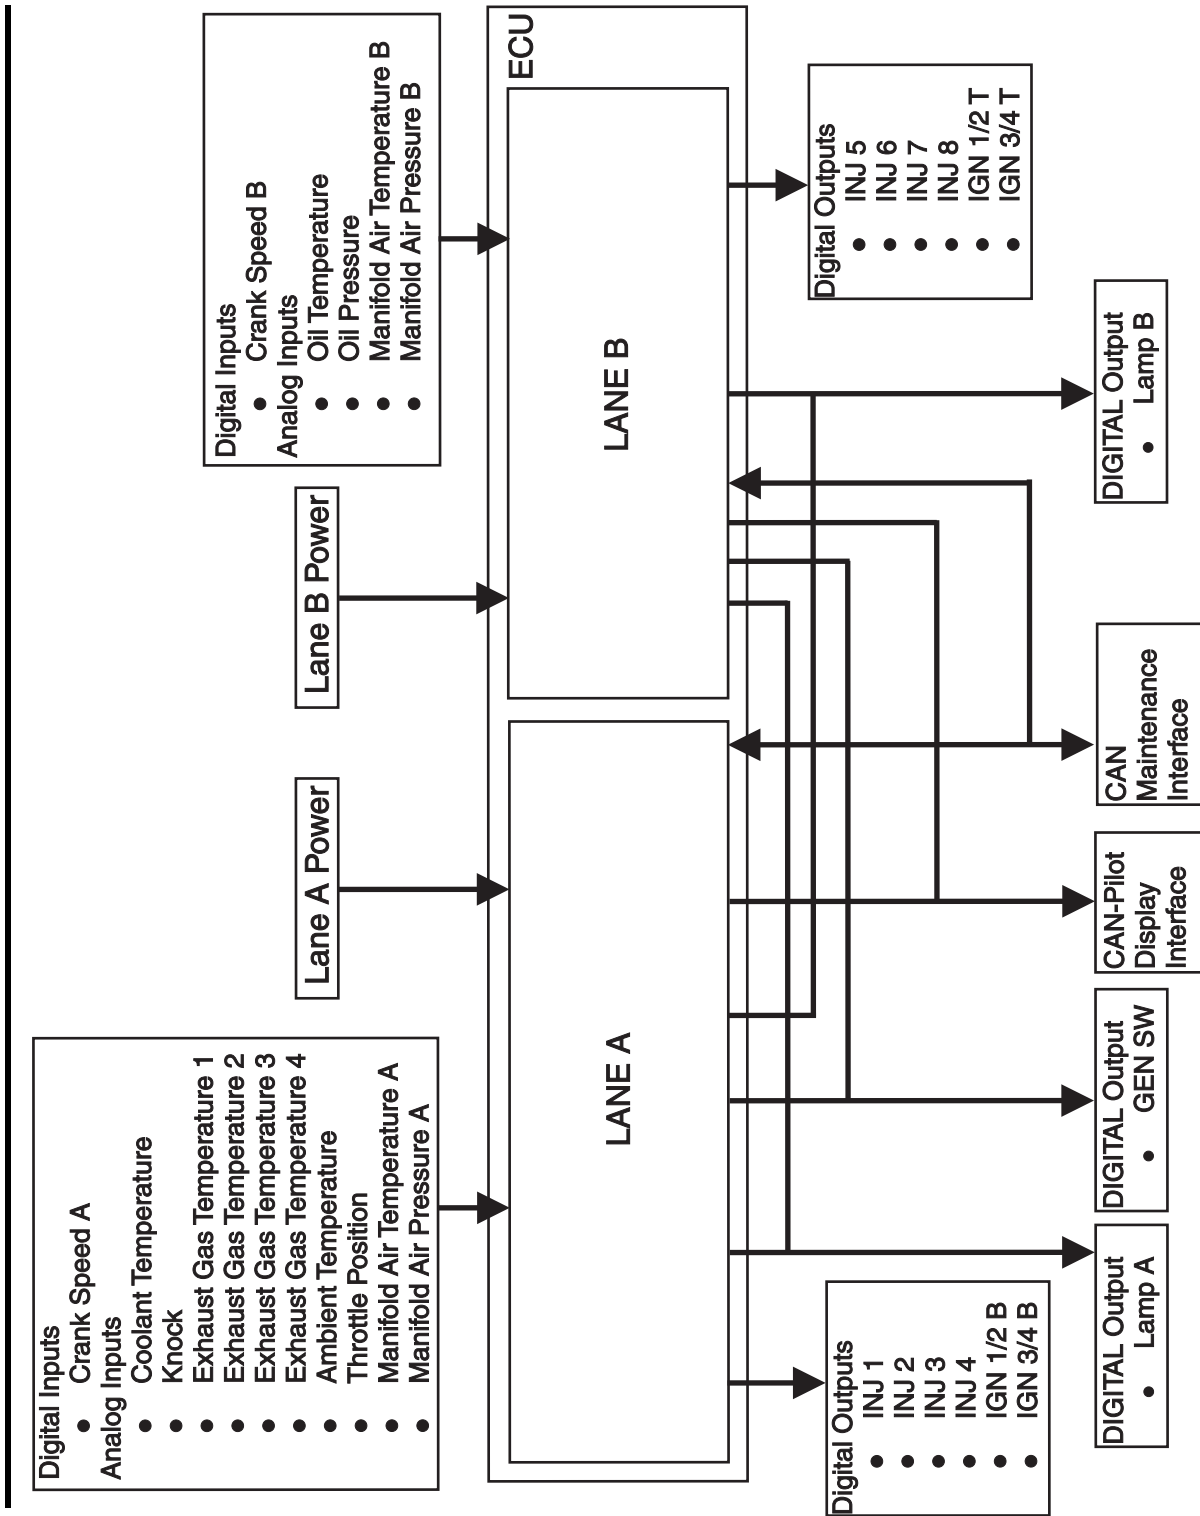 Digital Inputs
• Crank Speed A
Analog Inputs
• Coolant Temperature
• Knock
• Exhaust Gas Temperature 1
• Exhaust Gas Temperature 2
• Exhaust Gas Temperature 3
• Exhaust Gas Temperature 4
• Ambient Temperature
• Throttle Position
• Manifold Air Temperature A
• Manifold Air Pressure A
Lane A Power
Lane B Power
Digital Inputs
• Crank Speed B
Analog Inputs
• Oil Temperature
• Oil Pressure
• Manifold Air Temperature B
• Manifold Air Pressure B
ECU
LANE A
LANE B
Digital Outputs
• INJ 1
• INJ 2
• INJ 3
• INJ 4
• IGN 1/2 B
• IGN 3/4 B
Digital Outputs
• INJ 5
• INJ 6
• INJ 7
• INJ 8
• IGN 1/2 T
• IGN 3/4 T
DIGITAL Output
• Lamp A
DIGITAL Output
• GEN SW
CAN-Pilot
Display
Interface
CAN
Maintenance
Interface
DIGITAL Output
• Lamp B